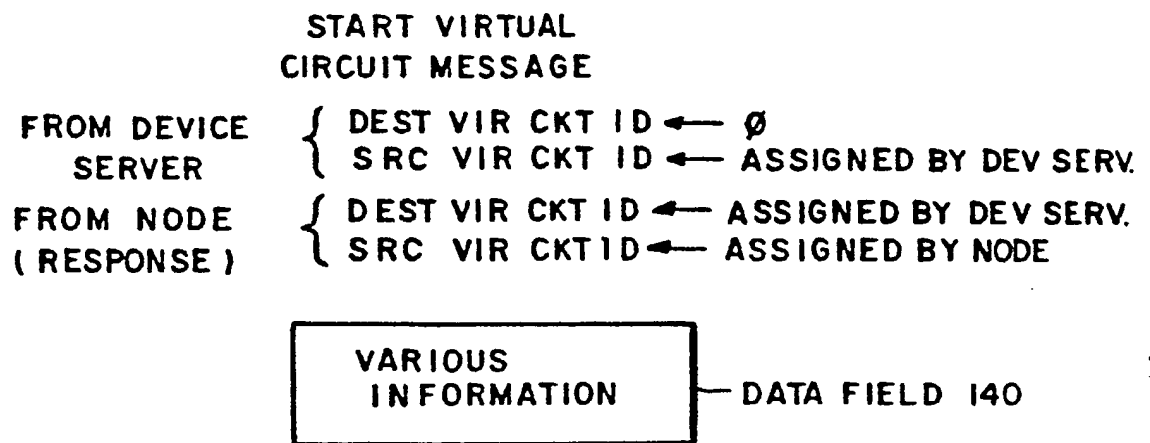 START VIRTUAL
CIRCUIT MESSAGE
FROM DEVICE SERVER { DEST VIR CKT ID ← Ø
SRC VIR CKT ID ← ASSIGNED BY DEV SERV.
FROM NODE (RESPONSE) { DEST VIR CKT ID ← ASSIGNED BY DEV SERV.
SRC VIR CKT ID ← ASSIGNED BY NODE
VARIOUS
INFORMATION
DATA FIELD 140